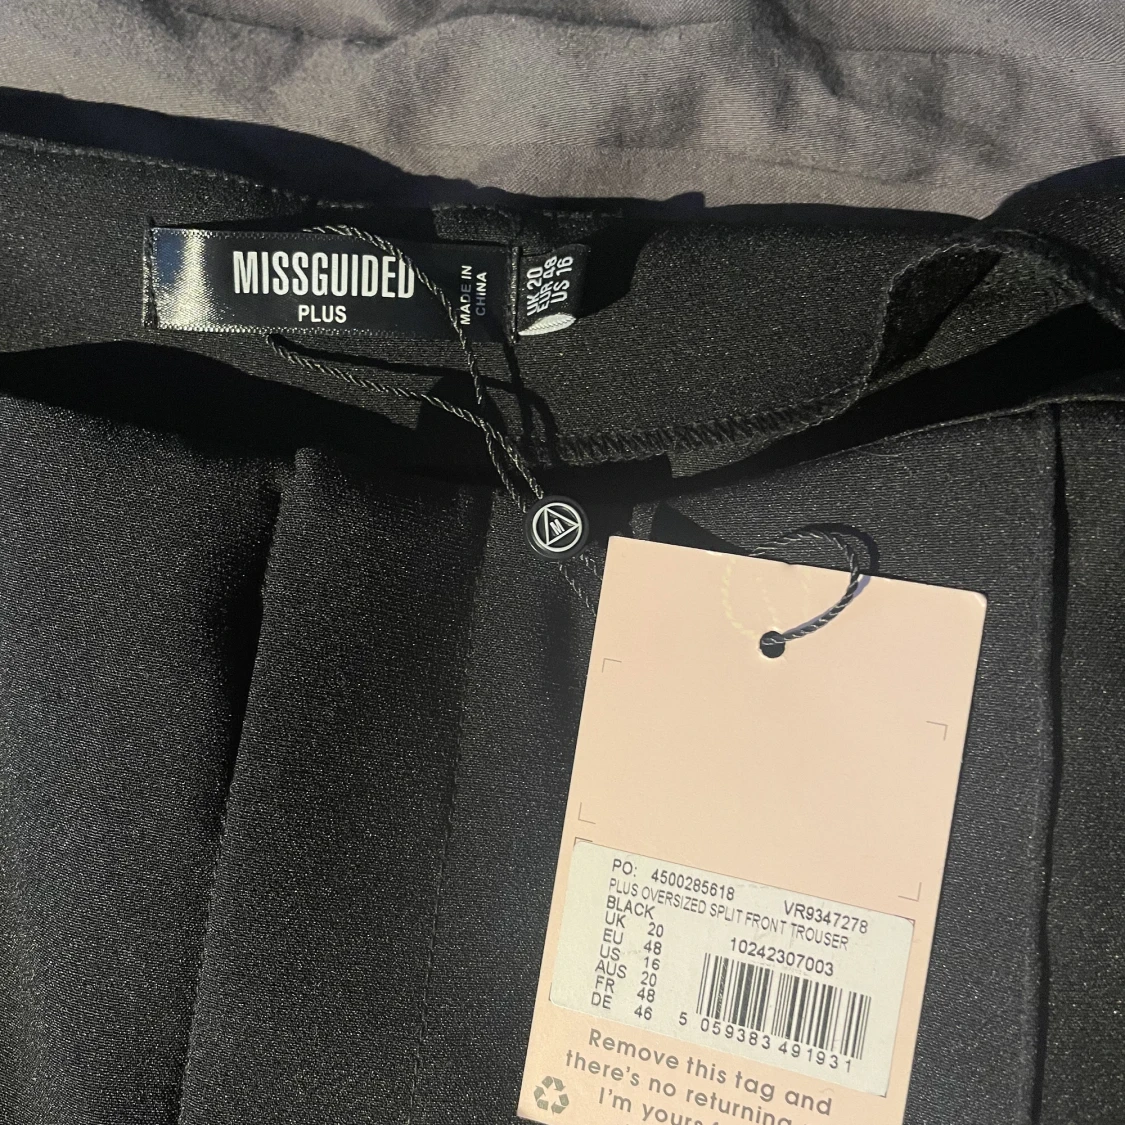 MISSGUIDED
PLUS
MADE IN
CHINA
UK 20
EUR 48
US 16
M
PO: 4500285618 VR9347278
PLUS OVERSIZED SPLIT FRONT TROUSER
BLACK 10242307003
UK 20
EU 48
US 16
AUS 20
FR 48
DE 46
5 059383 491931
Remove this tag and
there's no returning
I'm yours